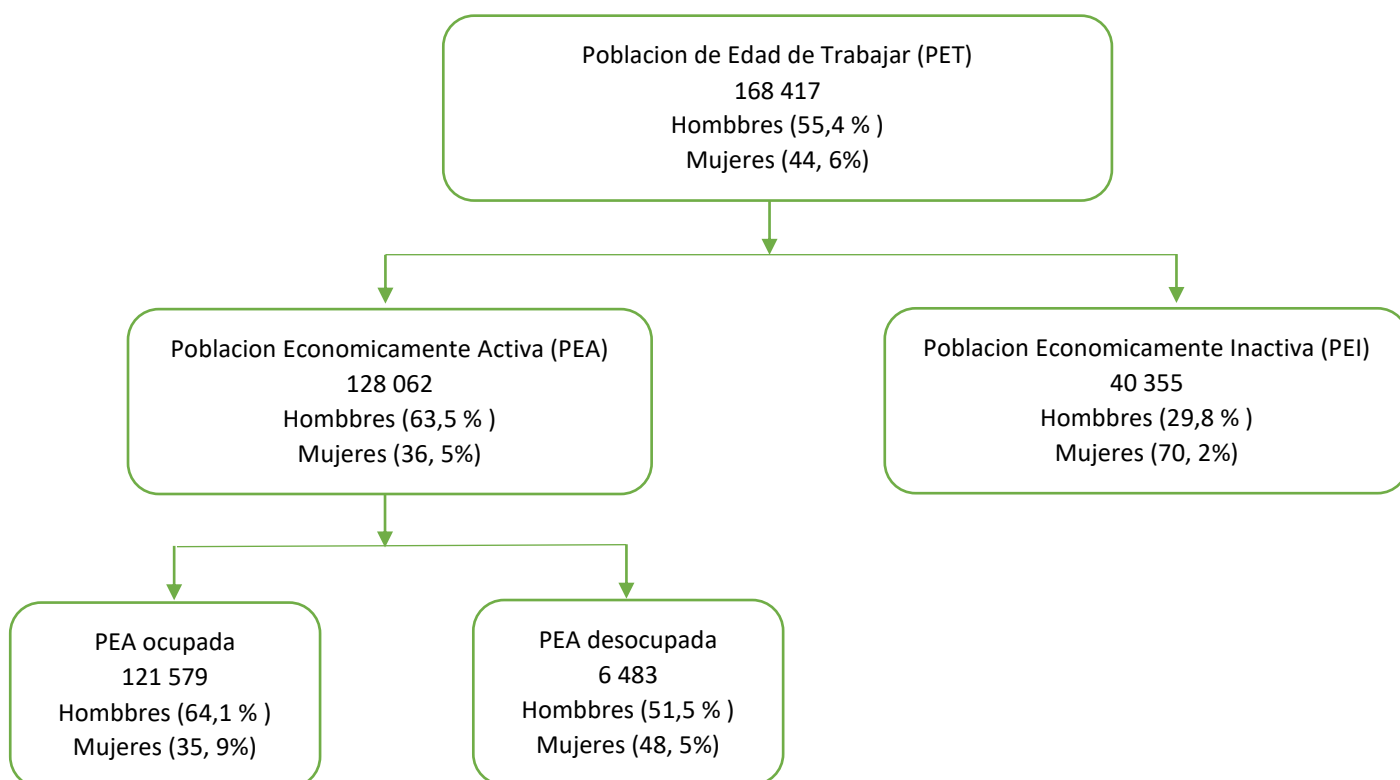 Poblacion de Edad de Trabajar (PET)
168 417
Hombbres (55,4 % )
Mujeres (44, 6%)
Poblacion Economicamente Activa (PEA)
128 062
Hombbres (63,5 % )
Mujeres (36, 5%)
Poblacion Economicamente Inactiva (PEI)
40 355
Hombbres (29,8 % )
Mujeres (70, 2%)
PEA ocupada
121 579
Hombbres (64,1 % )
Mujeres (35, 9%)
PEA desocupada
6 483
Hombbres (51,5 % )
Mujeres (48, 5%)